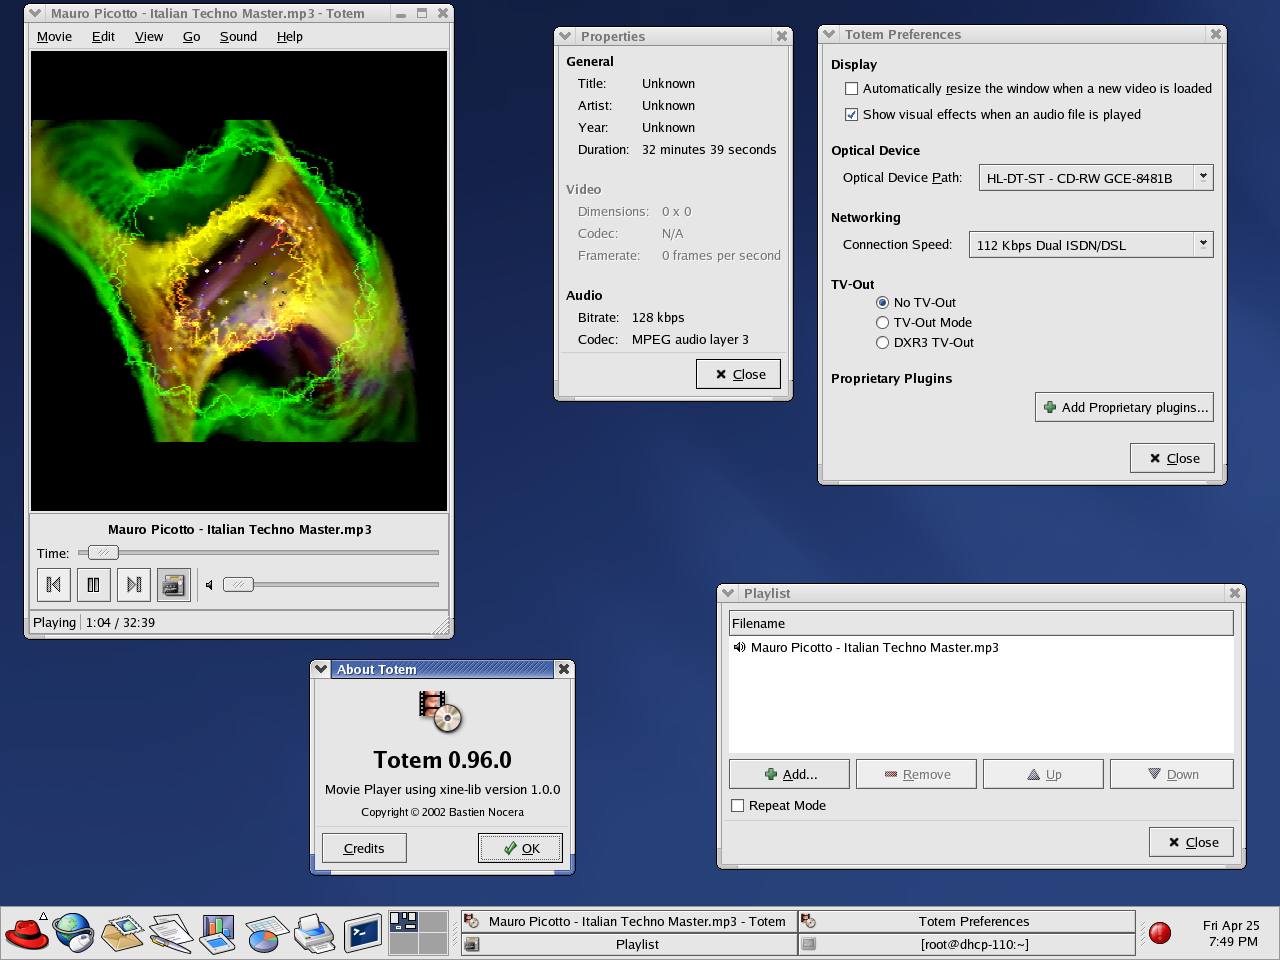 Mauro Picotto - Italian Techno Master.mp3 - Totem
Movie Edit View Go Sound Help
Mauro Picotto - Italian Techno Master.mp3
Time:
Playing 1:04 / 32:39
Properties
General
Title: Unknown
Artist: Unknown
Year: Unknown
Duration: 32 minutes 39 seconds
Video
Dimensions: 0 x 0
Codec: N/A
Framerate: 0 frames per second
Audio
Bitrate: 128 kbps
Codec: MPEG audio layer 3
Close
Totem Preferences
Display
Automatically resize the window when a new video is loaded
Show visual effects when an audio file is played
Optical Device
Optical Device Path: HL-DT-ST - CD-RW GCE-8481B
Networking
Connection Speed: 112 Kbps Dual ISDN/DSL
TV-Out
No TV-Out
TV-Out Mode
DXR3 TV-Out
Proprietary Plugins
Add Proprietary plugins...
Close
About Totem
Totem 0.96.0
Movie Player using xine-lib version 1.0.0
Copyright © 2002 Bastien Nocera
Credits OK
Playlist
Filename
Mauro Picotto - Italian Techno Master.mp3
Add... Remove Up Down
Repeat Mode
Close
Mauro Picotto - Italian Techno Master.mp3 - Totem
Totem Preferences
Playlist
[root@dhcp-110:~]
Fri Apr 25
7:49 PM